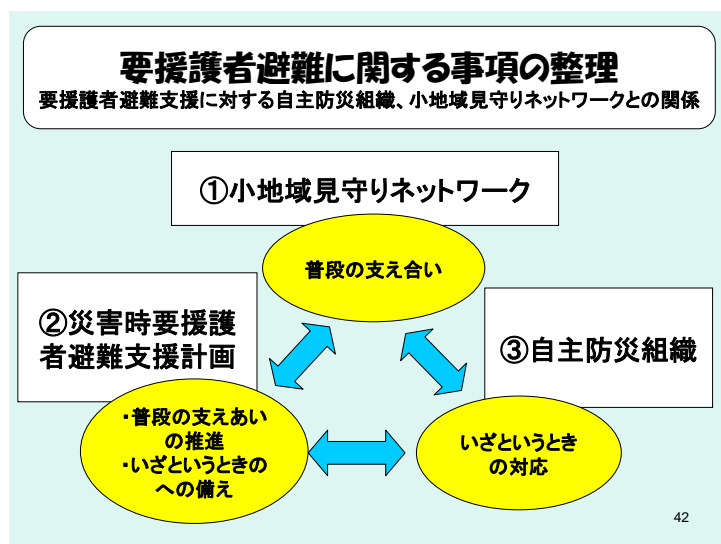 要援護者避難に関する事項の整理
要援護者避難支援に対する自主防災組織、小地域見守りネットワークとの関係
①小地域見守りネットワーク
普段の支え合い
②災害時要援護
者避難支援計画
・普段の支えあい
の推進
・いざというときの
への備え
③自主防災組織
いざというとき
の対応
42